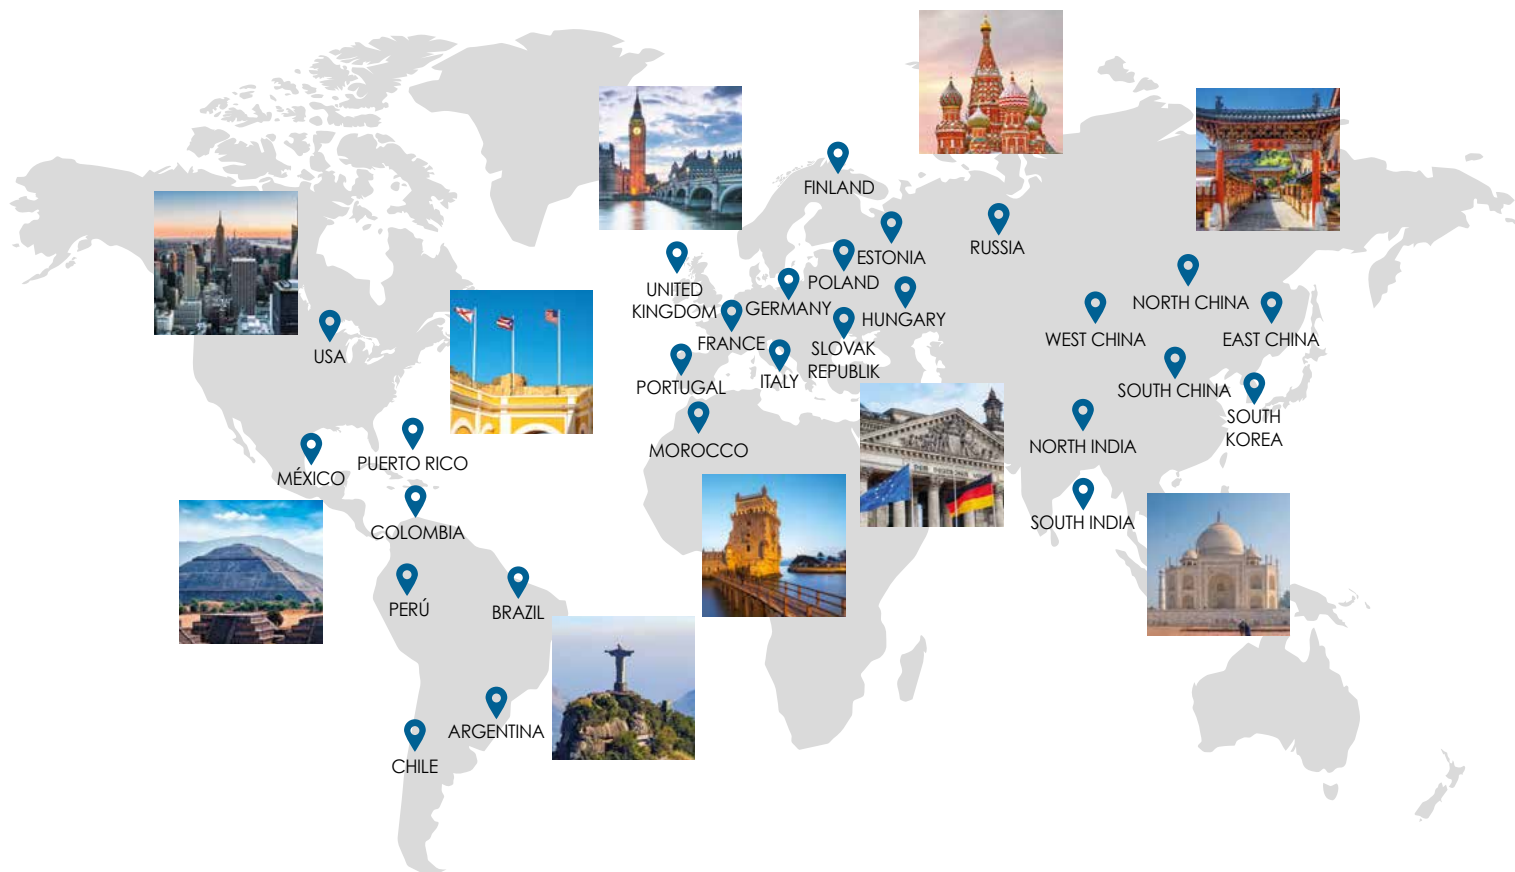 FINLAND
RUSSIA
ESTONIA
POLAND
UNITED
KINGDOM
GERMANY
HUNGARY
FRANCE
SLOVAK
REPUBLIK
ITALY
PORTUGAL
MOROCCO
NORTH CHINA
WEST CHINA
EAST CHINA
SOUTH CHINA
SOUTH
KOREA
NORTH INDIA
SOUTH INDIA
USA
PUERTO RICO
MÉXICO
COLOMBIA
PERÚ
BRAZIL
ARGENTINA
CHILE